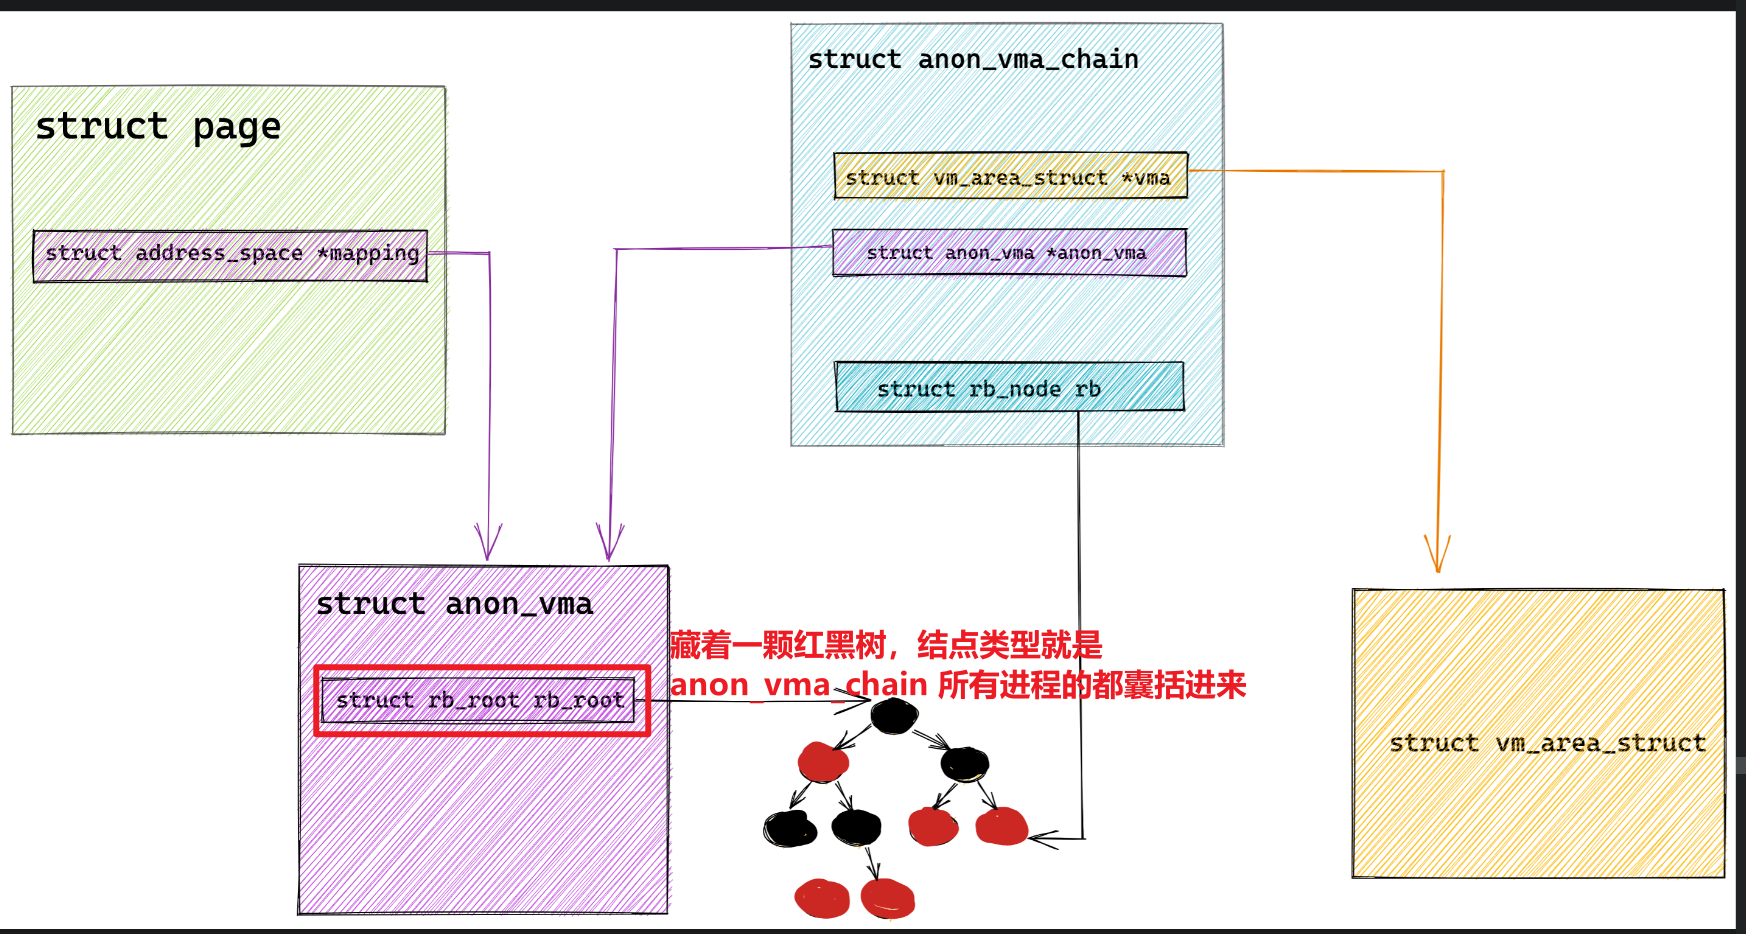 struct anon_vma_chain
struct page
struct vm_area_struct *vma
struct address_space *mapping
struct anon_vma *anon_vma
struct rb_node rb
struct anon_vma
藏着一颗红黑树，结点类型就是
anon_vma_chain 所有进程的都囊括进来
struct rb_root rb_root
struct vm_area_struct